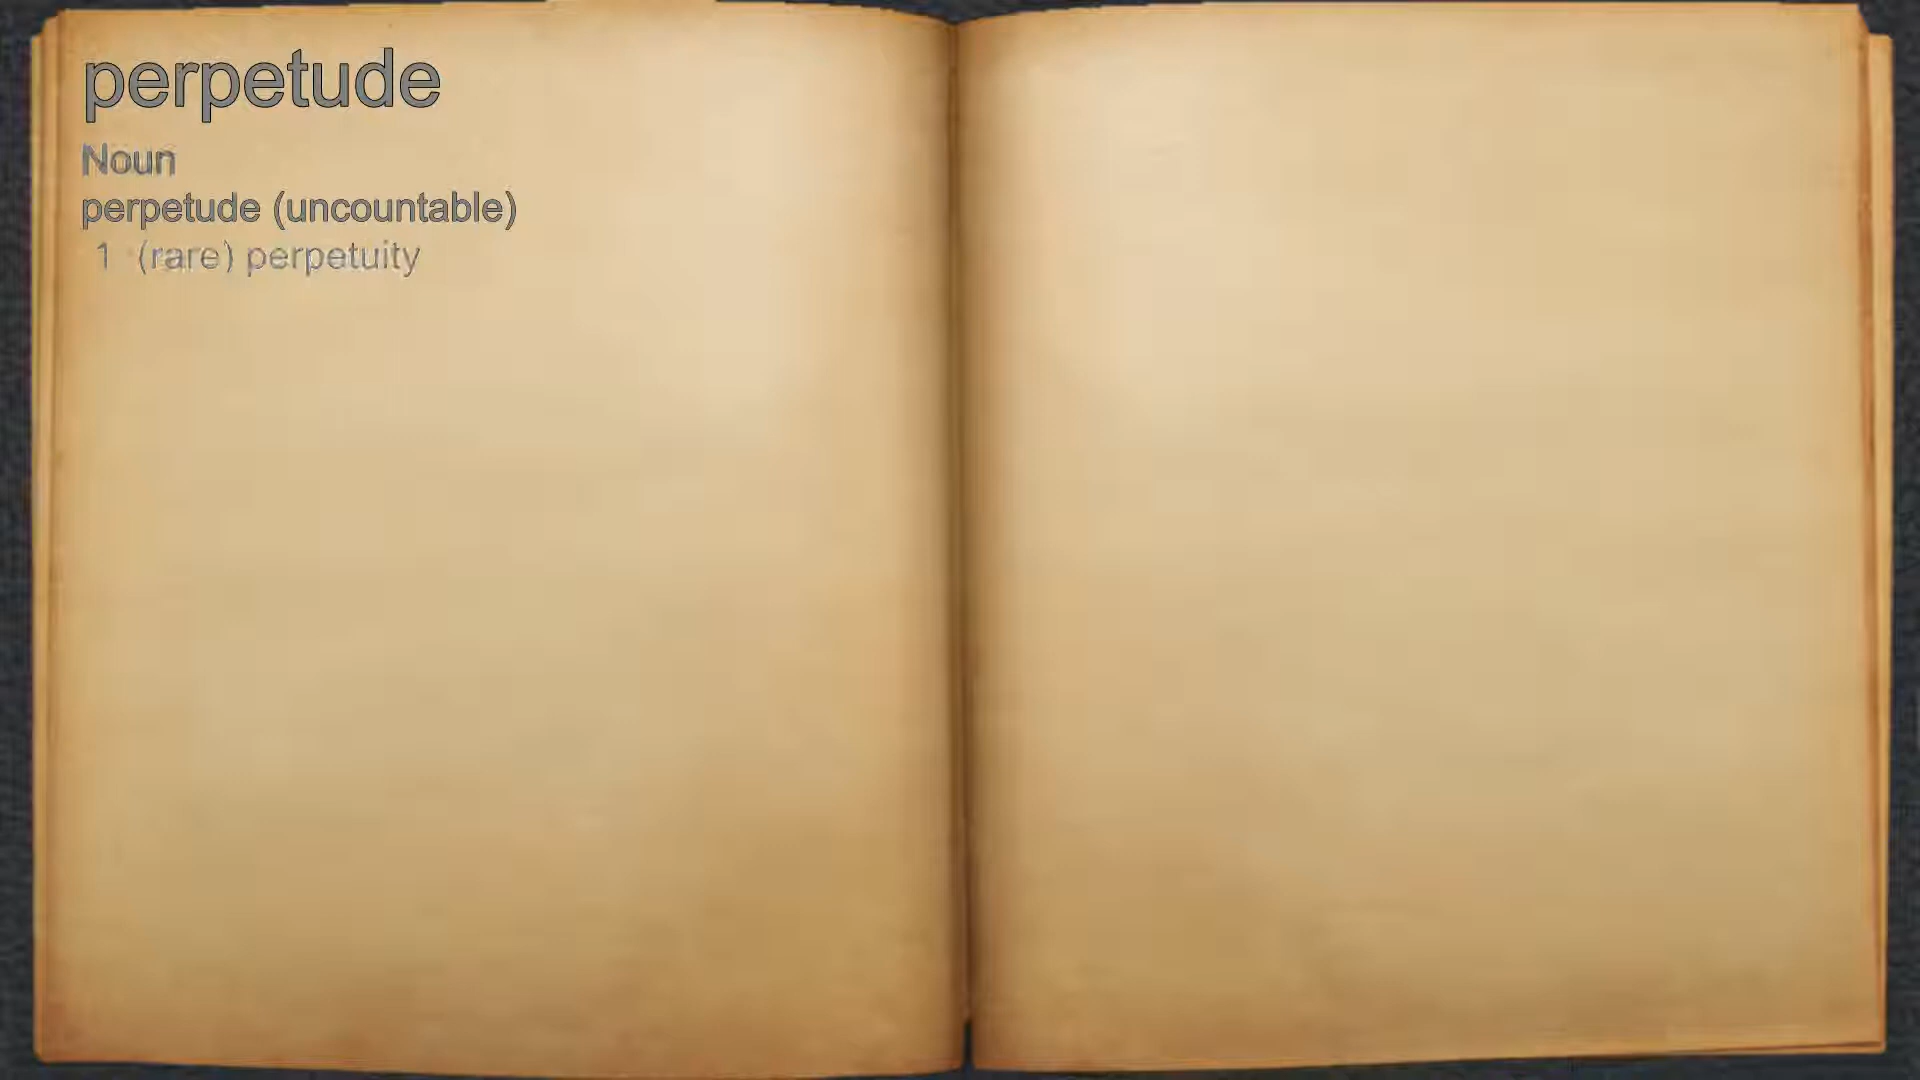 perpetude
Noun
perpetude (uncountable)
1 (rare) perpetuity